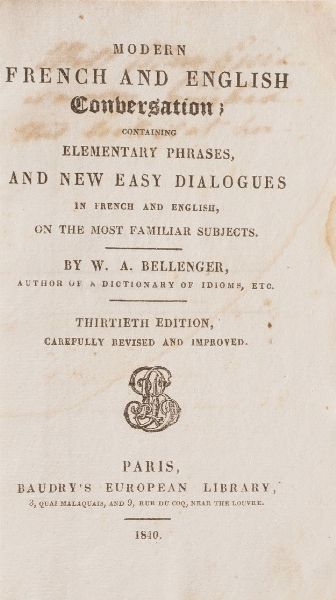 MODERN
FRENCH AND ENGLISH
Conversation;
CONTAINING
ELEMENTARY PHRASES,
AND NEW EASY DIALOGUES
IN FRENCH AND ENGLISH,
ON THE MOST FAMILIAR SUBJECTS.
BY W. A. BELLENGER,
AUTHOR OF A DICTIONARY OF IDIOMS, ETC.
THIRTIETH EDITION,
CAREFULLY REVISED AND IMPROVED.
PARIS,
BAUDRY'S EUROPEAN LIBRARY,
3, QUAI MALAQUAIS, AND 9, RUE DU COQ, NEAR THE LOUVRE.
1840.